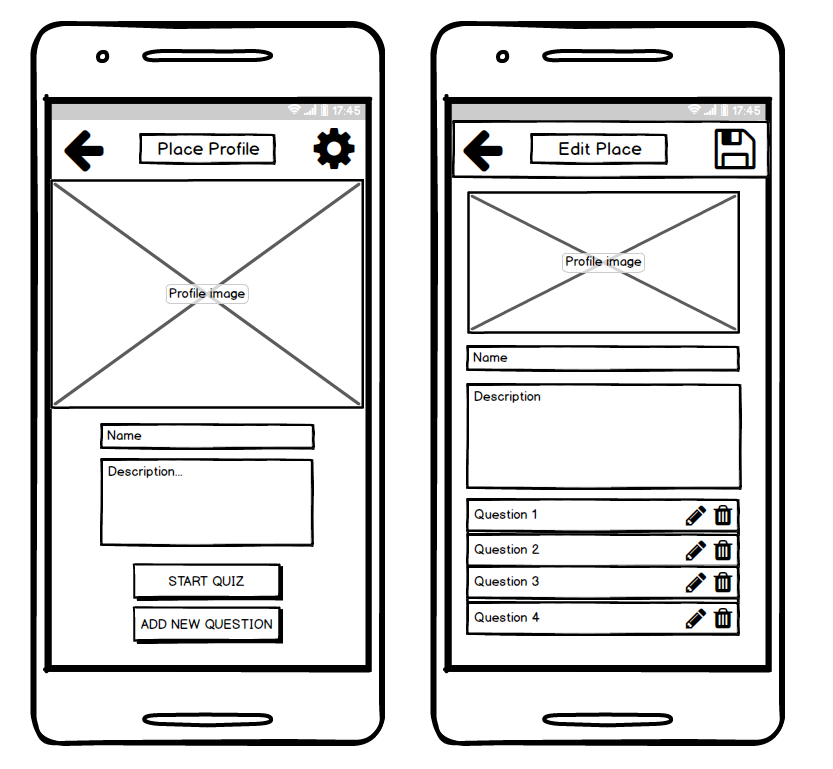 17:45
Place Profile
Profile image
Name
Description...
START QUIZ
ADD NEW QUESTION
17:45
Edit Place
Profile image
Name
Description
Question 1
Question 2
Question 3
Question 4